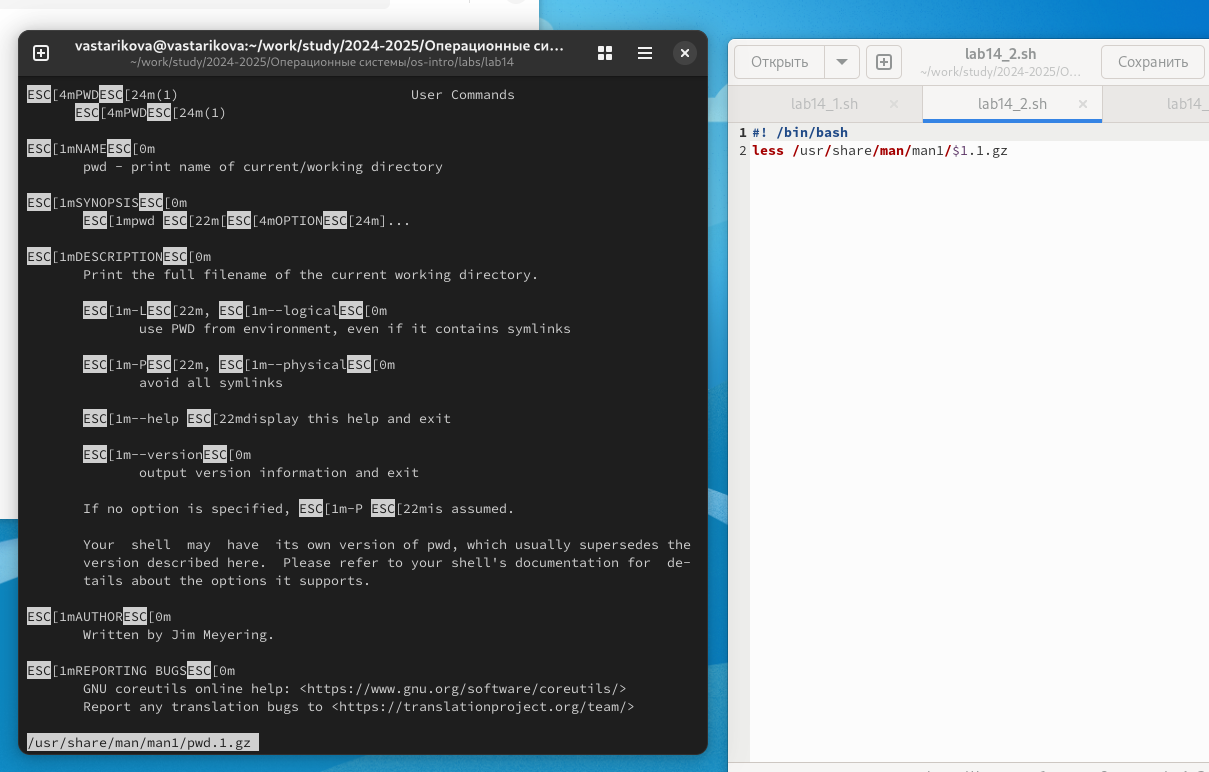 vastarikova@vastarikova:~/work/study/2024-2025/Операционные си...
~/work/study/2024-2025/Операционные системы/os-intro/labs/lab14
ESC[4mPWDESC[24m(1) User Commands
ESC[4mPWDESC[24m(1)
ESC[1mNAMEESC[0m
pwd - print name of current/working directory
ESC[1mSYNOPSISESC[0m
ESC[1mpwd ESC[22m[ESC[4mOPTIONESC[24m]...
ESC[1mDESCRIPTIONESC[0m
Print the full filename of the current working directory.
ESC[1m-LESC[22m, ESC[1m--logicalESC[0m
use PWD from environment, even if it contains symlinks
ESC[1m-PESC[22m, ESC[1m--physicalESC[0m
avoid all symlinks
ESC[1m--help ESC[22mdisplay this help and exit
ESC[1m--versionESC[0m
output version information and exit
If no option is specified, ESC[1m-P ESC[22mis assumed.
Your shell may have its own version of pwd, which usually supersedes the
version described here. Please refer to your shell's documentation for de-
tails about the options it supports.
ESC[1mAUTHORESC[0m
Written by Jim Meyering.
ESC[1mREPORTING BUGSESC[0m
GNU coreutils online help: <https://www.gnu.org/software/coreutils/>
Report any translation bugs to <https://translationproject.org/team/>
/usr/share/man/man1/pwd.1.gz
Открыть
lab14_2.sh
~/work/study/2024-2025/О...
Сохранить
lab14_1.sh
lab14_2.sh
lab14_
1 #! /bin/bash
2 less /usr/share/man/man1/$1.1.gz